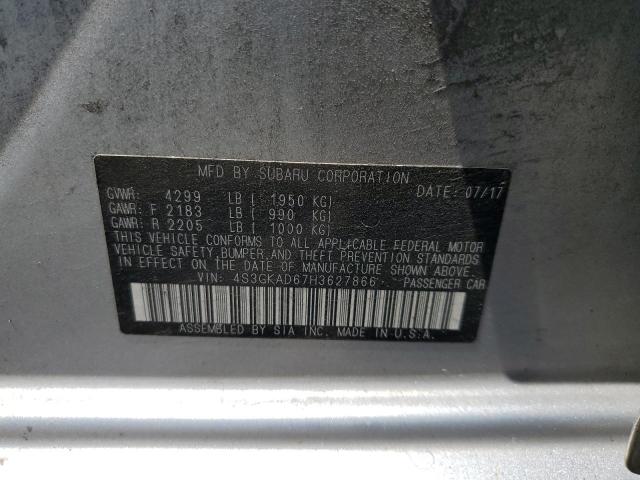 MFD BY SUBARU CORPORATION
DATE: 07/17
GVWR: 4299 LB ( 1950 KG)
GAWR: F 2183 LB ( 990 KG)
GAWR: R 2205 LB ( 1000 KG)
THIS VEHICLE CONFORMS TO ALL APPLICABLE FEDERAL MOTOR
VEHICLE SAFETY, BUMPER, AND THEFT PREVENTION STANDARDS
IN EFFECT ON THE DATE OF MANUFACTURE SHOWN ABOVE.
VIN: 4S3GKAD67H3627866 PASSENGER CAR
ASSEMBLED BY SIA INC. MADE IN U.S.A.